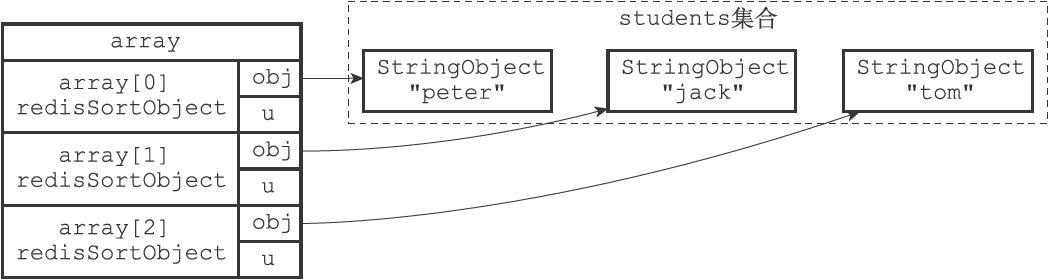 array
array[0]
redisSortObject
obj
u
array[1]
redisSortObject
obj
u
array[2]
redisSortObject
obj
u
students集合
StringObject
"peter"
StringObject
"jack"
StringObject
"tom"